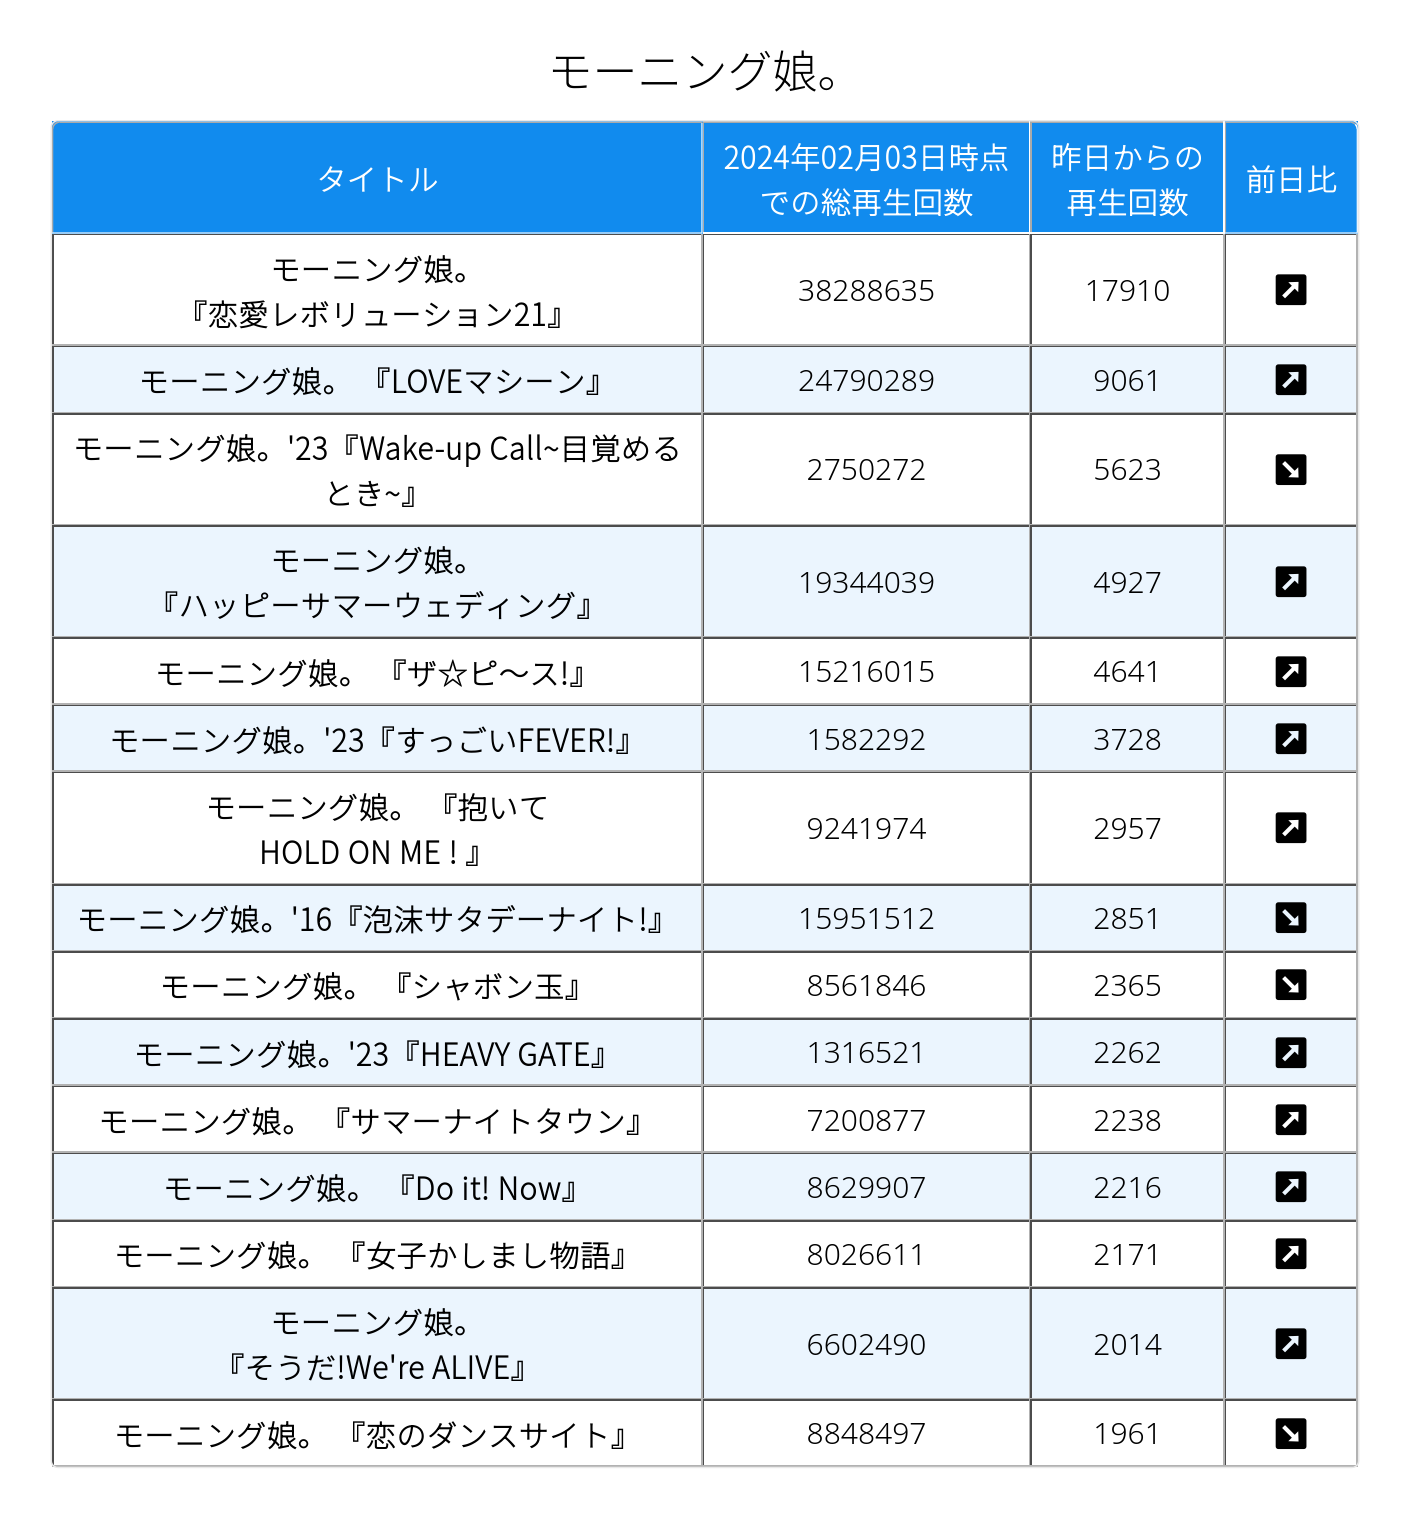 モーニング娘。
タイトル
2024年02月03日時点
での総再生回数
昨日からの
再生回数
前日比
モーニング娘。
『恋愛レボリューション21』
38288635
17910
モーニング娘。 『LOVEマシーン』
24790289
9061
モーニング娘。'23『Wake-up Call~目覚める
とき~』
2750272
5623
モーニング娘。
『ハッピーサマーウェディング』
19344039
4927
モーニング娘。 『ザ☆ピ〜ス!』
15216015
4641
モーニング娘。'23『すっごいFEVER!』
1582292
3728
モーニング娘。 『抱いて
HOLD ON ME ! 』
9241974
2957
モーニング娘。'16『泡沫サタデーナイト!』
15951512
2851
モーニング娘。 『シャボン玉』
8561846
2365
モーニング娘。'23『HEAVY GATE』
1316521
2262
モーニング娘。 『サマーナイトタウン』
7200877
2238
モーニング娘。 『Do it! Now』
8629907
2216
モーニング娘。 『女子かしまし物語』
8026611
2171
モーニング娘。
『そうだ!We're ALIVE』
6602490
2014
モーニング娘。 『恋のダンスサイト』
8848497
1961